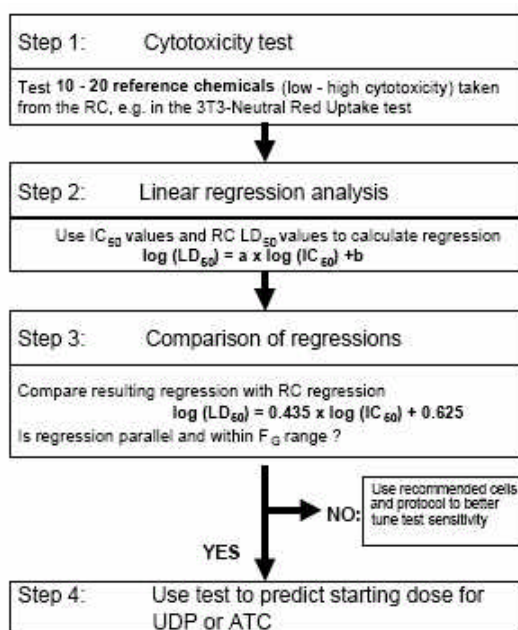 Step 1: Cytotoxicity test
Test 10 - 20 reference chemicals (low - high cytotoxicity) taken
from the RC, e.g. in the 3T3-Neutral Red Uptake test
Step 2: Linear regression analysis
Use IC50 values and RC LD50 values to calculate regression
log (LD50) = a x log (IC50) +b
Step 3: Comparison of regressions
Compare resulting regression with RC regression
log (LD50) = 0.435 x log (IC50) + 0.625
Is regression parallel and within FG range ?
NO:
Use recommended cells
and protocol to better
tune test sensitivity
YES
Step 4: Use test to predict starting dose for
UDP or ATC